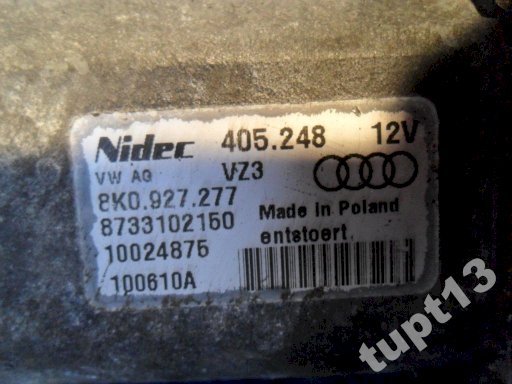 Nidec 405.248 12V
VW AG VZ3
8K0.927.277
8733102150 Made in Poland
10024875 entstoert
100610A
tupt13